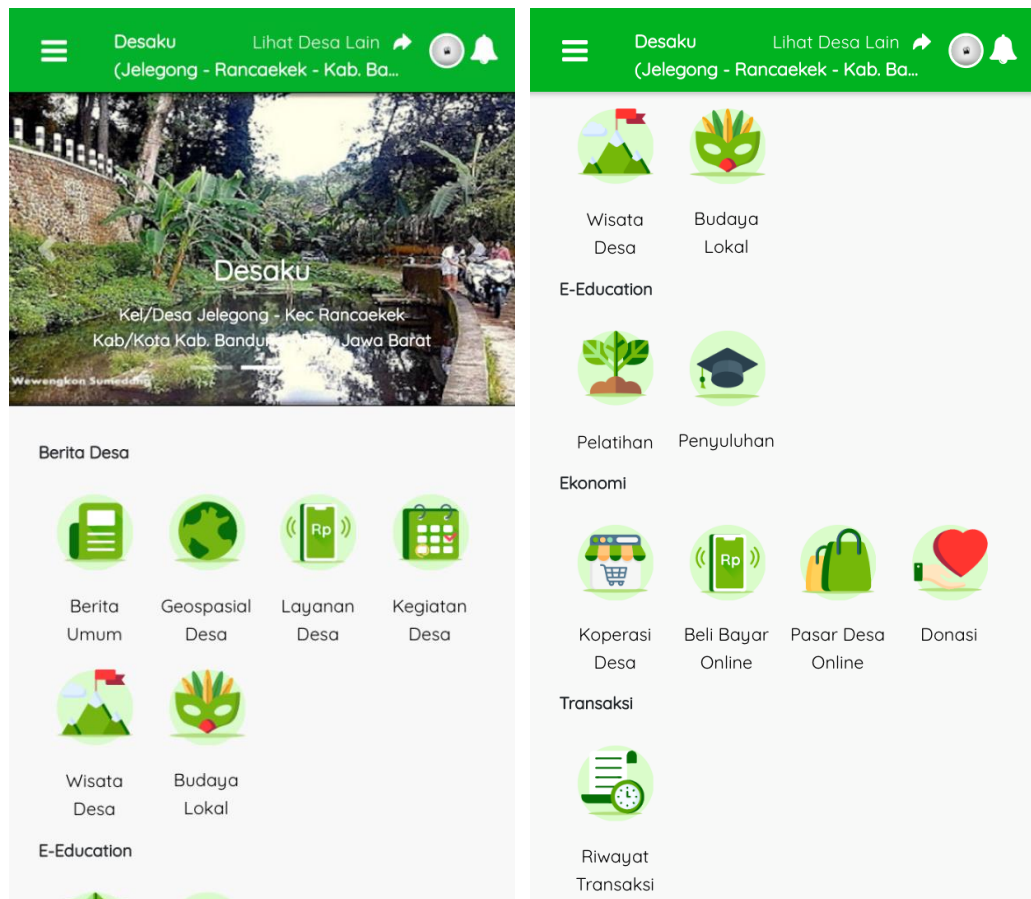 Desaku Lihat Desa Lain
(Jelegong - Rancaekek - Kab. Ba...
Desaku
Kel/Desa Jelegong - Kec Rancaekek
Kab/Kota Kab. Bandung Jawa Barat
Wewengkon Sumedang
Berita Desa
Rp
Berita Umum
Geospasial Desa
Layanan Desa
Kegiatan Desa
Wisata Desa
Budaya Lokal
E-Education
Desaku Lihat Desa Lain
(Jelegong - Rancaekek - Kab. Ba...
Wisata Desa
Budaya Lokal
E-Education
Pelatihan
Penyuluhan
Ekonomi
Rp
Koperasi Desa
Beli Bayar Online
Pasar Desa Online
Donasi
Transaksi
Riwayat Transaksi